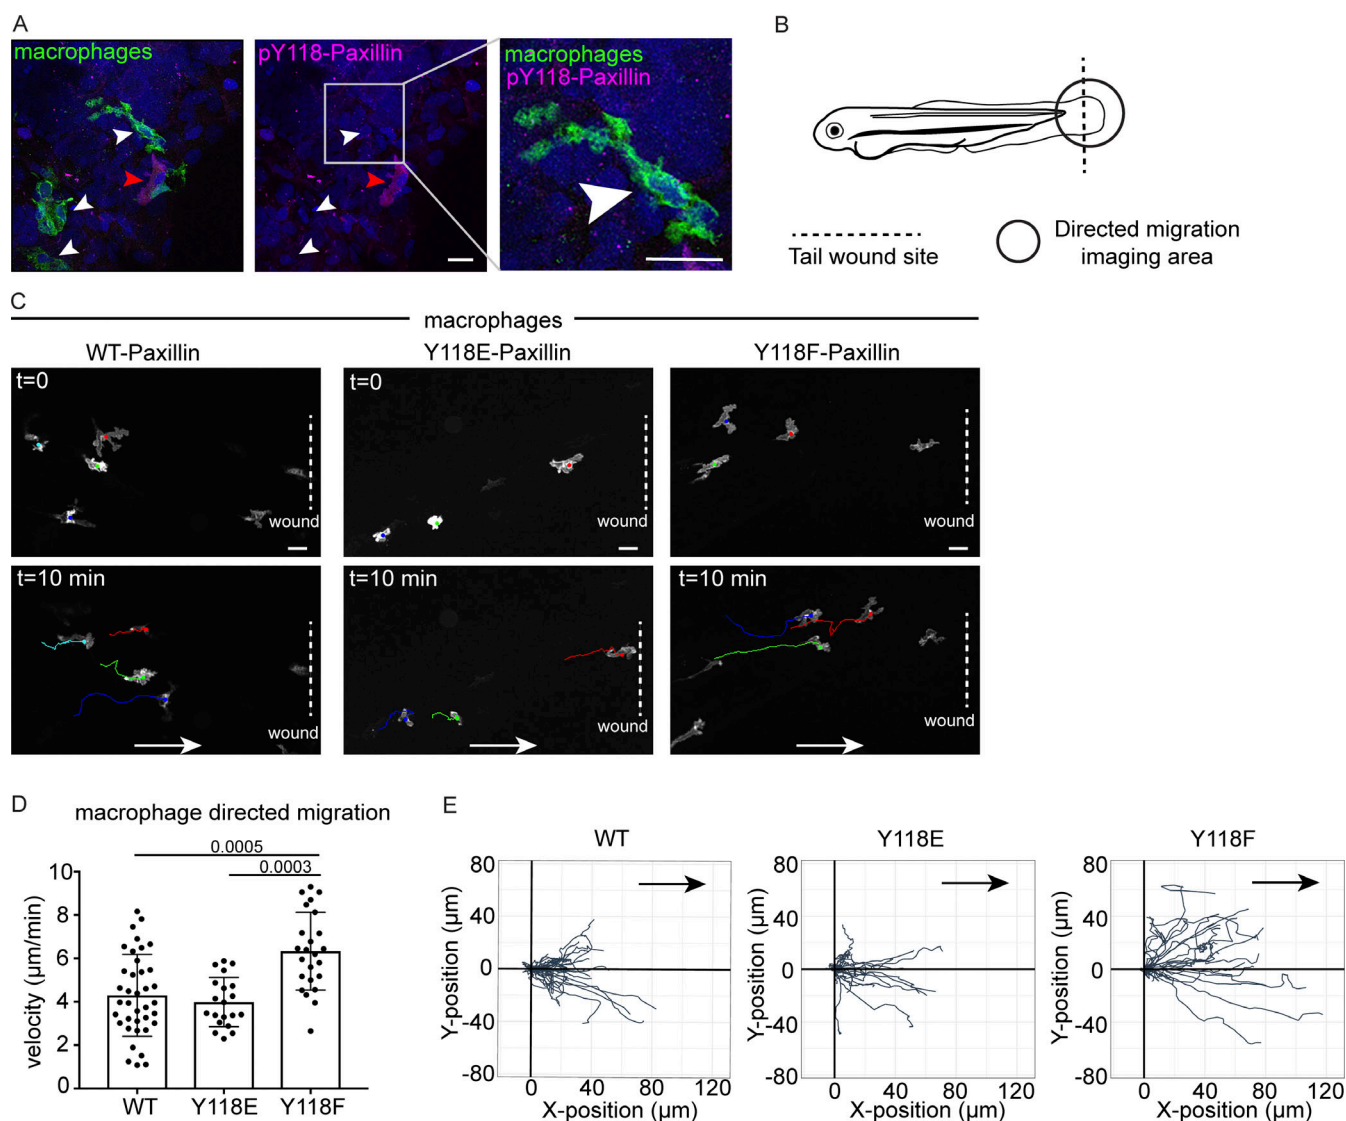 A
macrophages
pY118-Paxillin
macrophages
pY118-Paxillin
B
Tail wound site
Directed migration
imaging area
C
macrophages
WT-Paxillin
Y118E-Paxillin
Y118F-Paxillin
t=0
wound
t=0
wound
t=0
wound
t=10 min
wound
t=10 min
wound
t=10 min
wound
D
macrophage directed migration
0.0005
0.0003
velocity (µm/min)
10
8
6
4
2
0
WT
Y118E
Y118F
E
WT
Y-position (µm)
80
40
0
-40
-80
0
40
80
120
X-position (µm)
Y118E
Y-position (µm)
80
40
0
-40
-80
0
40
80
120
X-position (µm)
Y118F
Y-position (µm)
80
40
0
-40
-80
0
40
80
120
X-position (µm)